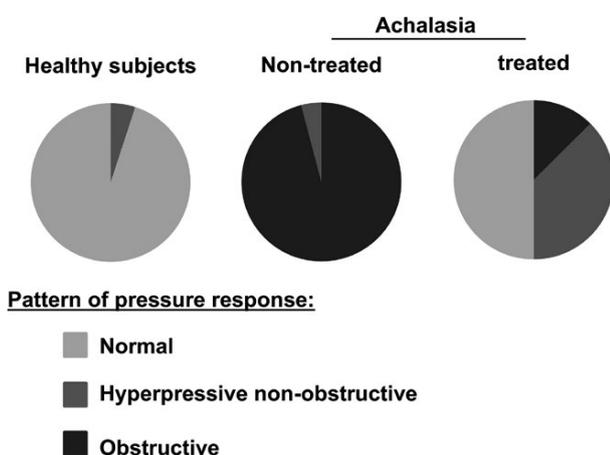 Achalasia
Healthy subjects
Non-treated
treated
Pattern of pressure response:
Normal
Hyperpressive non-obstructive
Obstructive